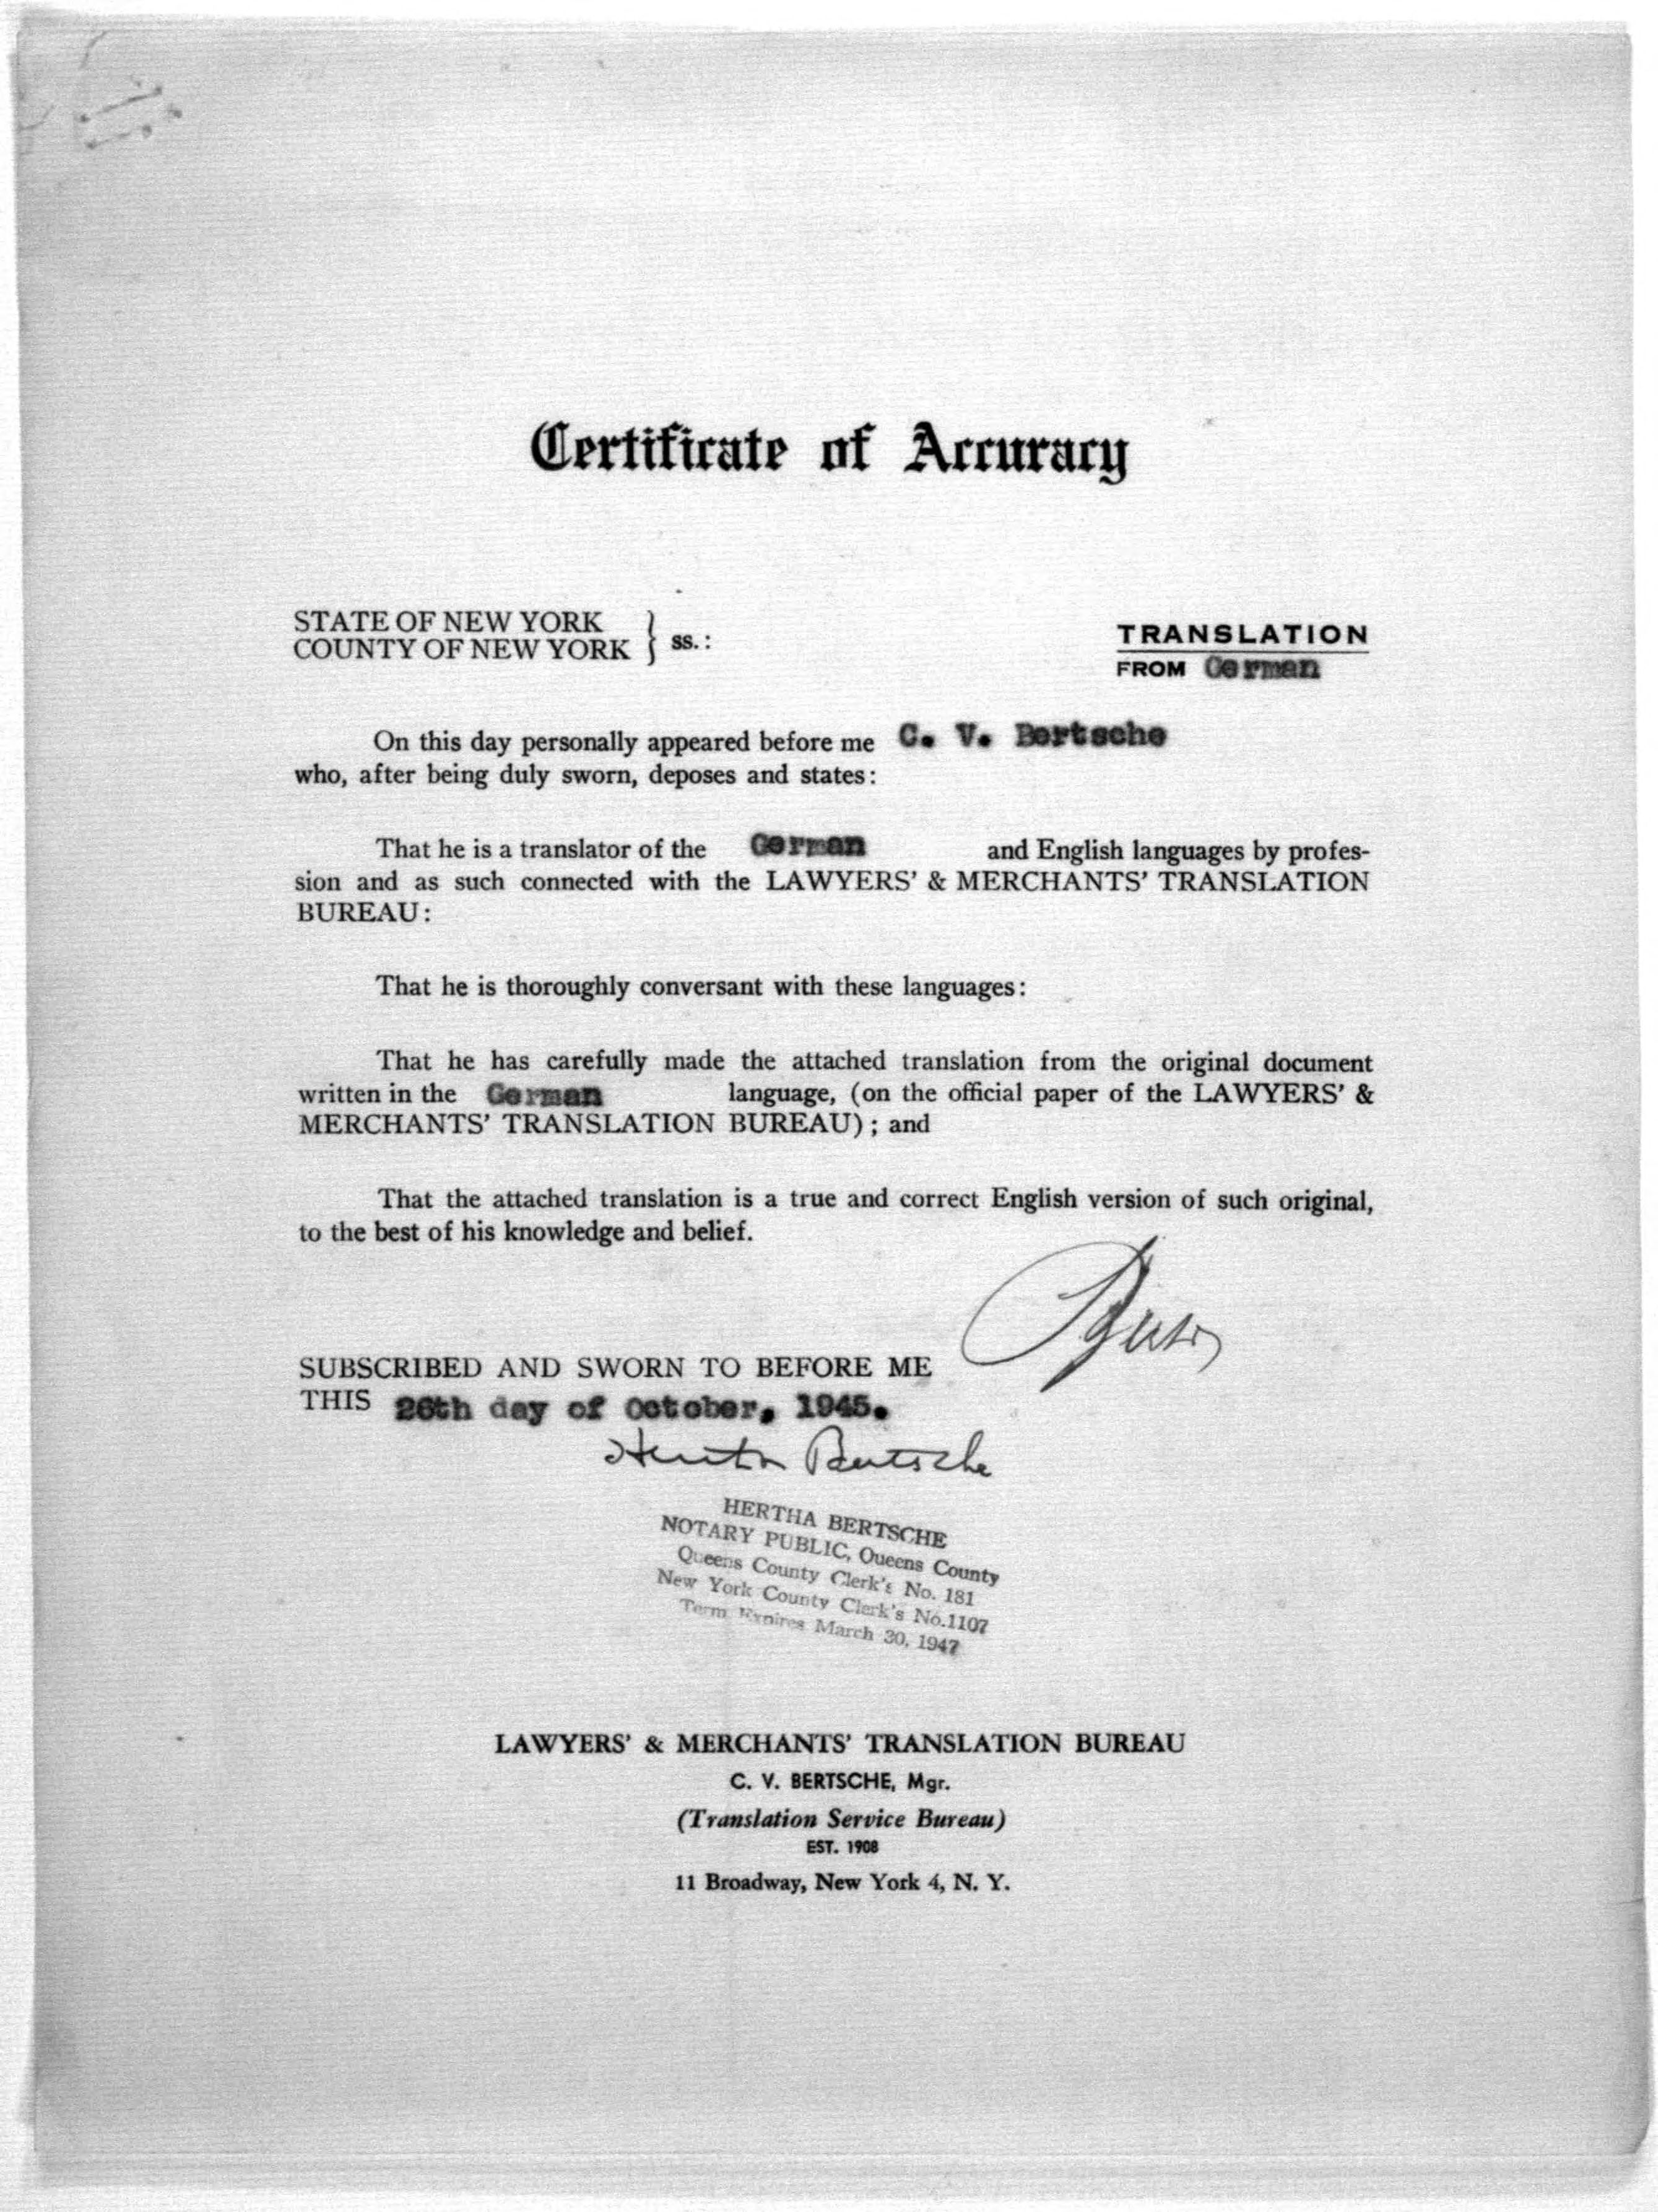 Certificate of Accuracy
STATE OF NEW YORK
COUNTY OF NEW YORK } ss.:
TRANSLATION
FROM German
On this day personally appeared before me C. V. Bertsche
who, after being duly sworn, deposes and states:
That he is a translator of the German and English languages by profes-
sion and as such connected with the LAWYERS' & MERCHANTS' TRANSLATION
BUREAU:
That he is thoroughly conversant with these languages:
That he has carefully made the attached translation from the original document
written in the German language, (on the official paper of the LAWYERS' &
MERCHANTS' TRANSLATION BUREAU); and
That the attached translation is a true and correct English version of such original,
to the best of his knowledge and belief.
SUBSCRIBED AND SWORN TO BEFORE ME
THIS 26th day of October, 1945.
Hertha Bertsche
HERTHA BERTSCHE
NOTARY PUBLIC, Queens County
Queens County Clerk's No. 181
New York County Clerk's No.1107
Term Expires March 30, 1947
LAWYERS' & MERCHANTS' TRANSLATION BUREAU
C. V. BERTSCHE, Mgr.
(Translation Service Bureau)
EST. 1908
11 Broadway, New York 4, N. Y.